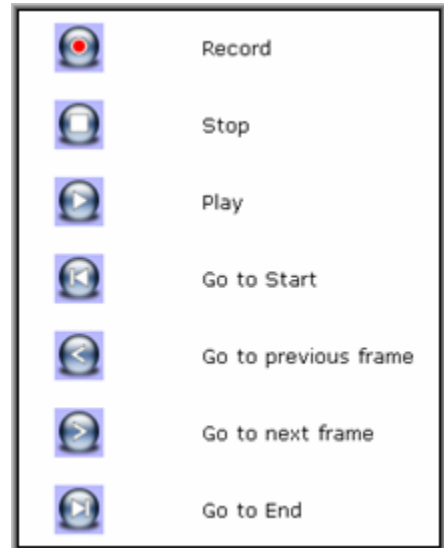 Record
Stop
Play
Go to Start
Go to previous frame
Go to next frame
Go to End